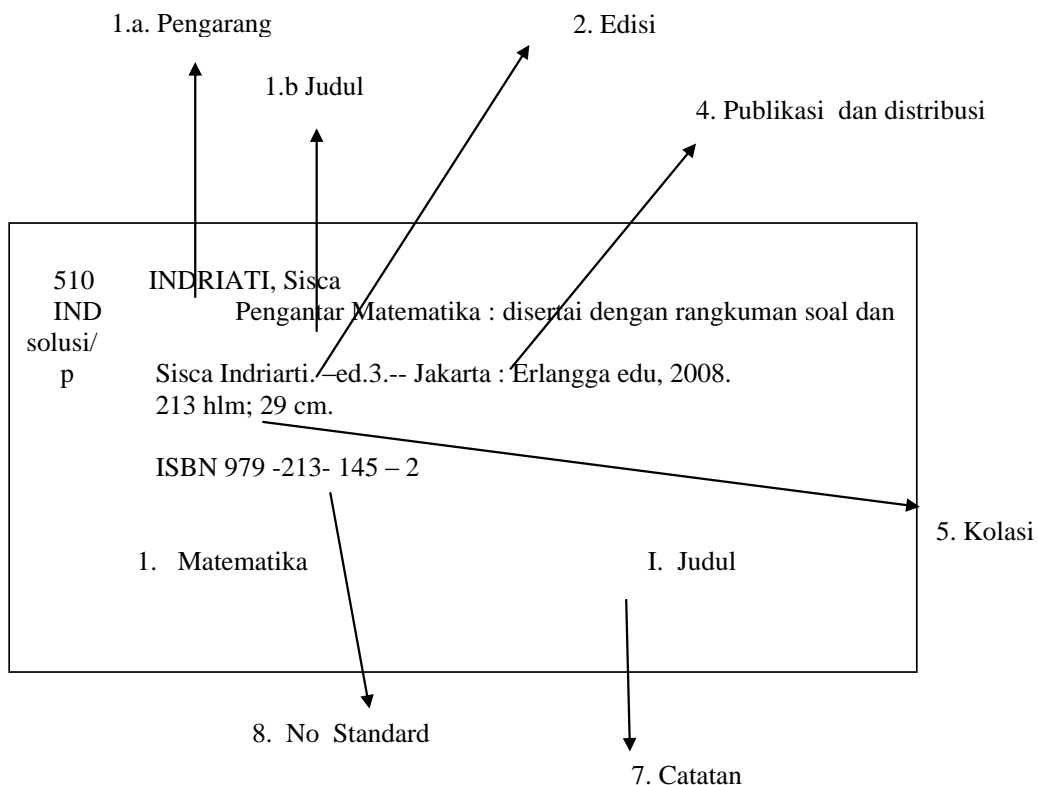 1.a. Pengarang
2. Edisi
1.b Judul
4. Publikasi dan distribusi
510 INDRIATI, Sisca
IND Pengantar Matematika : disertai dengan rangkuman soal dan
solusi/
p Sisca Indriarti. –ed.3.-- Jakarta : Erlangga edu, 2008.
213 hlm; 29 cm.
ISBN 979 -213- 145 – 2
5. Kolasi
1. Matematika I. Judul
8. No Standard
7. Catatan